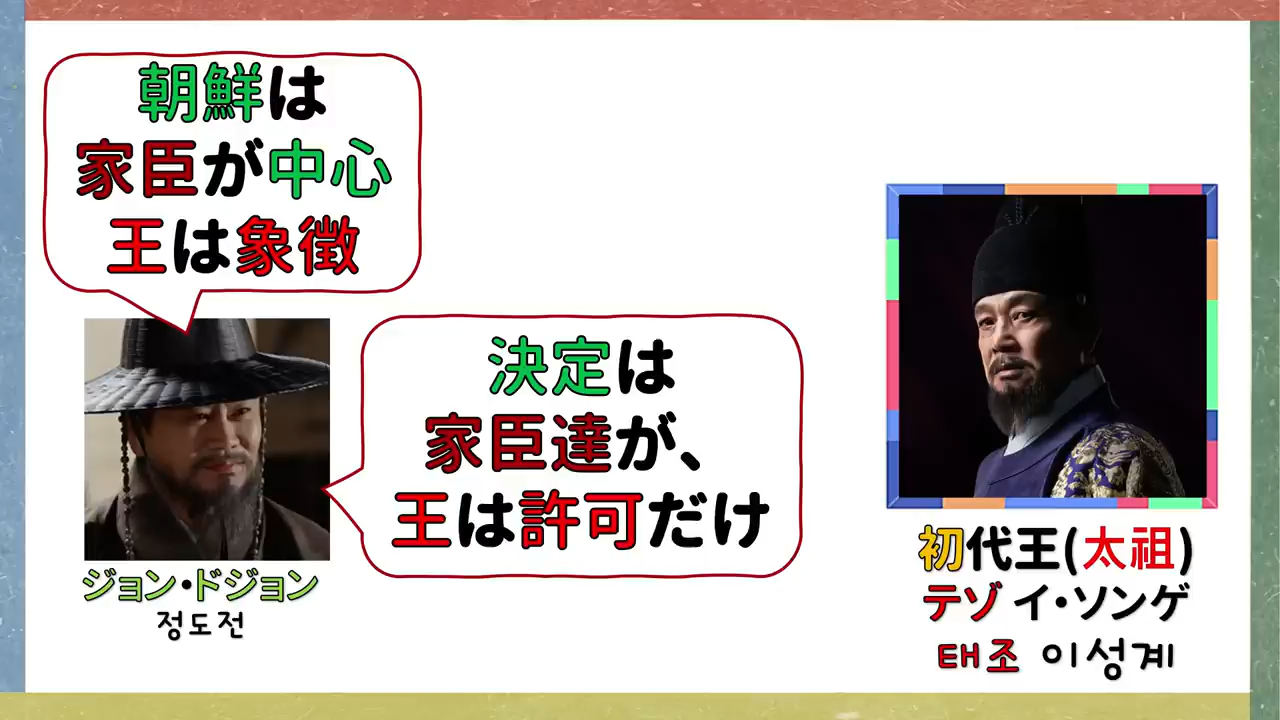 朝鮮は
家臣が中心
王は象徴
決定は
家臣達が、
王は許可だけ
ジョン・ドジョン
정도전
初代王(太祖)
テゾ イ・ソンゲ
태조 이성계